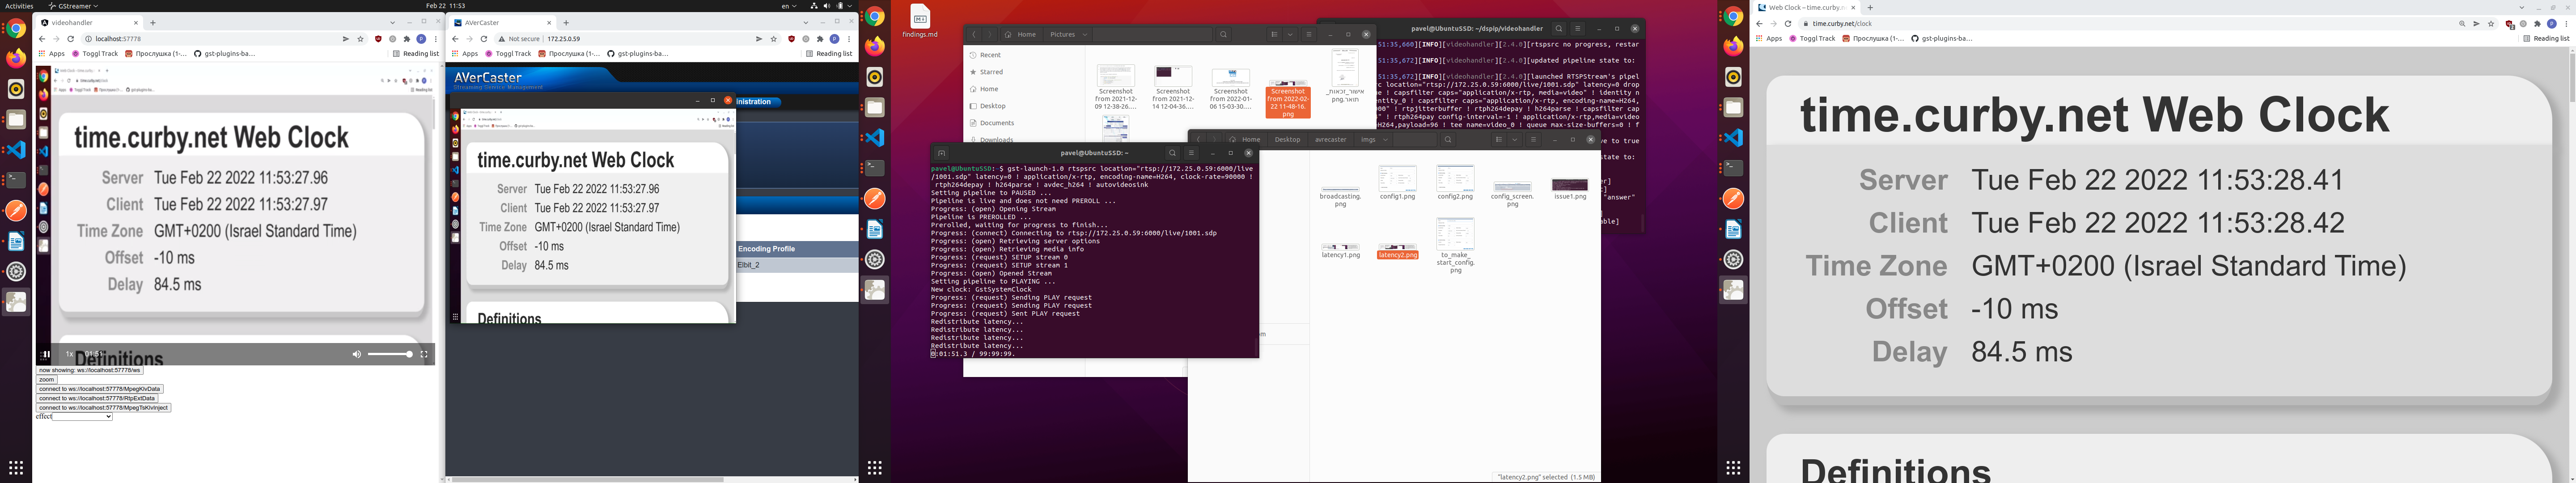 Activities GStreamer Feb 22 11:53 en
videohandler
localhost:57778
Apps Toggl Track Прослушка (1-… gst-plugins-ba… Reading list
time.curby.net Web Clock
Server Tue Feb 22 2022 11:53:27.96
Client Tue Feb 22 2022 11:53:27.97
Time Zone GMT+0200 (Israel Standard Time)
Offset -10 ms
Delay 84.5 ms
Definitions
1x
now showing: ws://localhost:57778/ws
zoom
connect to ws://localhost:57778/MpegKlvData
connect to ws://localhost:57778/RtpExtData
connect to ws://localhost:57778/MpegTsKlvInject
effect
AVerCaster
Not secure 172.25.0.59
Apps Toggl Track Прослушка (1-… gst-plugins-ba… Reading list
AVerCaster
Streaming Service Management
inistration
time.curby.net Web Clock
Server Tue Feb 22 2022 11:53:27.96
Client Tue Feb 22 2022 11:53:27.97
Time Zone GMT+0200 (Israel Standard Time)
Offset -10 ms
Delay 84.5 ms
Definitions
Encoding Profile
Elbit_2
findings.md
Home Pictures
Recent
Starred
Home
Desktop
Documents
Downloads
Screenshot from 2021-12-09 12-38-26.…
Screenshot from 2021-12-14 12-04-36.…
Screenshot from 2022-01-06 15-03-30.…
Screenshot from 2022-02-22 11-48-16.png
pavel@UbuntuSSD: ~/dspip/videohandler
51:35,660][INFO][videohandler][2.4.0][rtspsrc no progress, restar
51:35,672][INFO][videohandler][2.4.0][updated pipeline state to:
51:35,672][INFO][videohandler][2.4.0][launched RTSPStream's pipel
src location="rtsp://172.25.0.59:6000/live/1001.sdp" latency=0 drop
pavel@UbuntuSSD: ~
pavel@UbuntuSSD:~$ gst-launch-1.0 rtspsrc location="rtsp://172.25.0.59:6000/live
/1001.sdp" latency=0 ! application/x-rtp, encoding-name=H264, clock-rate=90000 !
rtph264depay ! h264parse ! avdec_h264 ! autovideosink
Setting pipeline to PAUSED ...
Pipeline is live and does not need PREROLL ...
Progress: (open) Opening Stream
Pipeline is PREROLLED ...
Prerolled, waiting for progress to finish...
Progress: (connect) Connecting to rtsp://172.25.0.59:6000/live/1001.sdp
Progress: (open) Retrieving server options
Progress: (open) Retrieving media info
Progress: (request) SETUP stream 0
Progress: (request) SETUP stream 1
Progress: (open) Opened Stream
Setting pipeline to PLAYING ...
New clock: GstSystemClock
Progress: (request) Sending PLAY request
Progress: (request) Sending PLAY request
Progress: (request) Sent PLAY request
Redistribute latency...
Redistribute latency...
Redistribute latency...
Redistribute latency...
0:01:51.3 / 99:99:99.
Home Desktop avrecaster imgs
broadcasting.png
config1.png
config2.png
config_screen.png
issue1.png
latency1.png
latency2.png
to_make_start_config.png
"latency2.png" selected (1.5 MB)
Web Clock – time.curby.n
time.curby.net/clock
Apps Toggl Track Прослушка (1-… gst-plugins-ba… Reading list
time.curby.net Web Clock
Server Tue Feb 22 2022 11:53:28.41
Client Tue Feb 22 2022 11:53:28.42
Time Zone GMT+0200 (Israel Standard Time)
Offset -10 ms
Delay 84.5 ms
Definitions